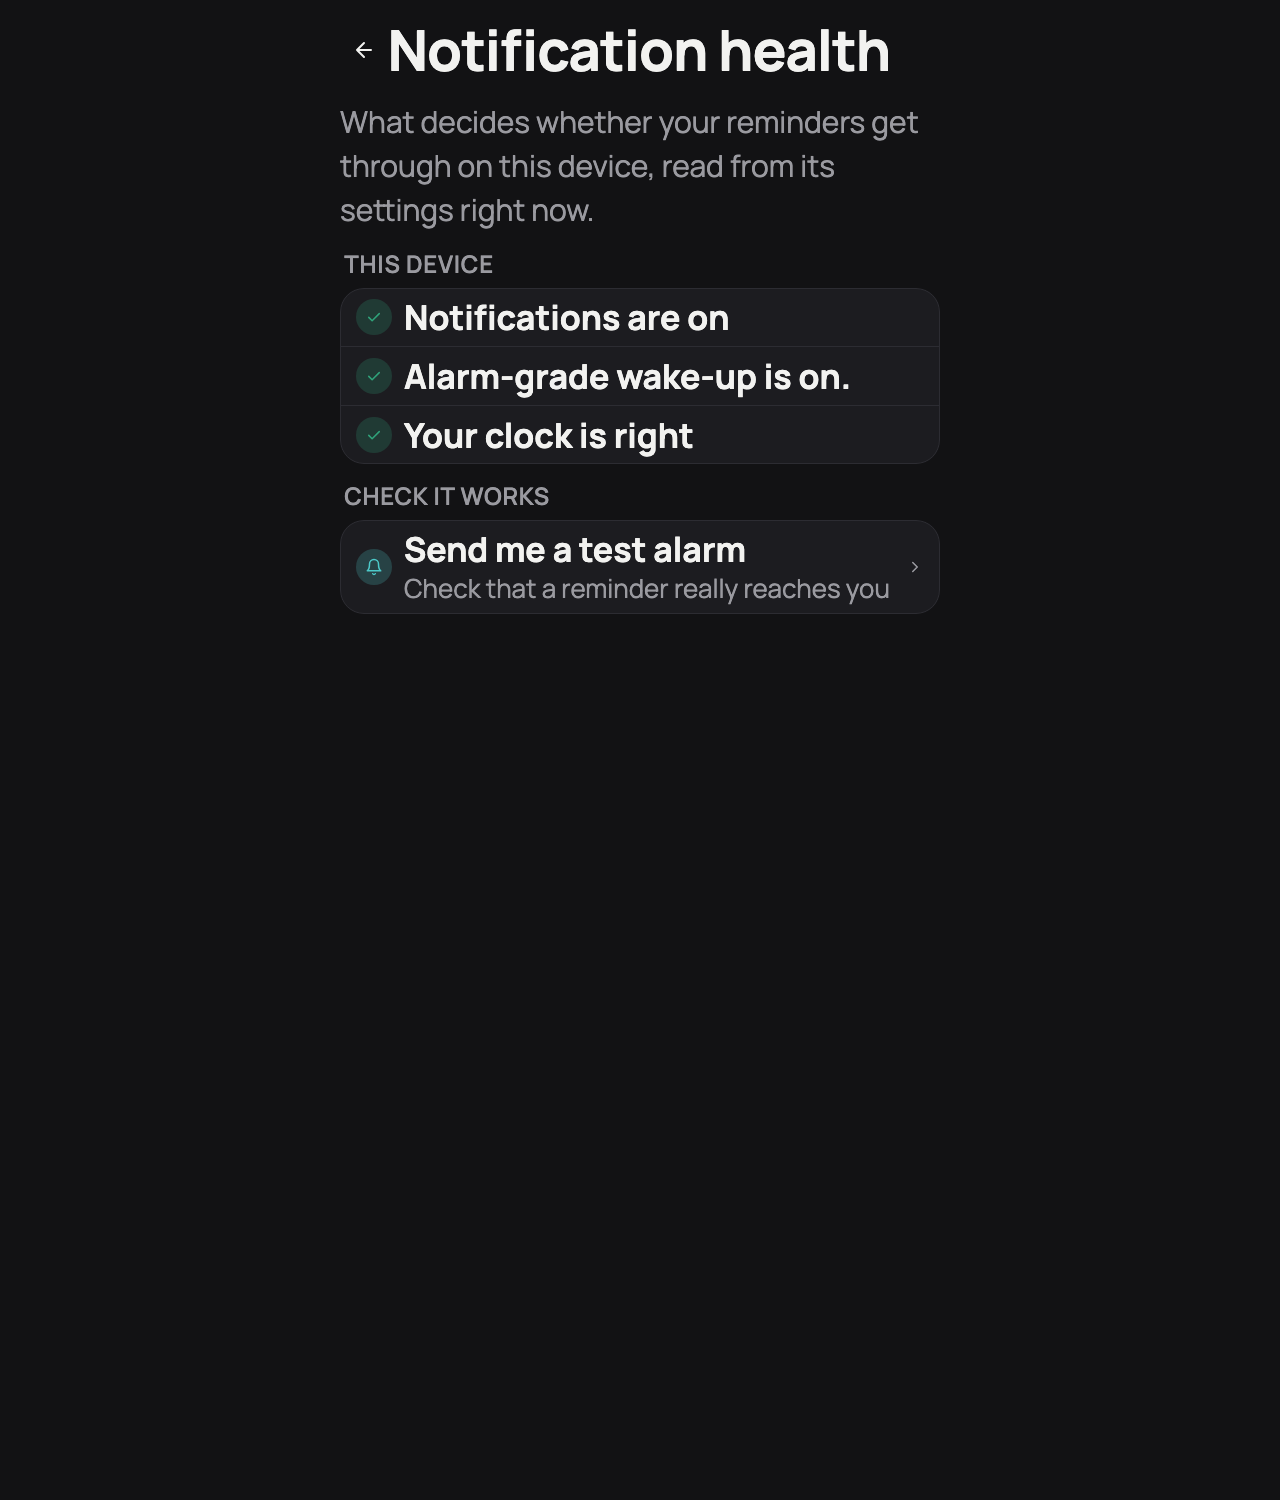 Notification health
What decides whether your reminders get
through on this device, read from its
settings right now.
THIS DEVICE
Notifications are on
Alarm-grade wake-up is on.
Your clock is right
CHECK IT WORKS
Send me a test alarm
Check that a reminder really reaches you